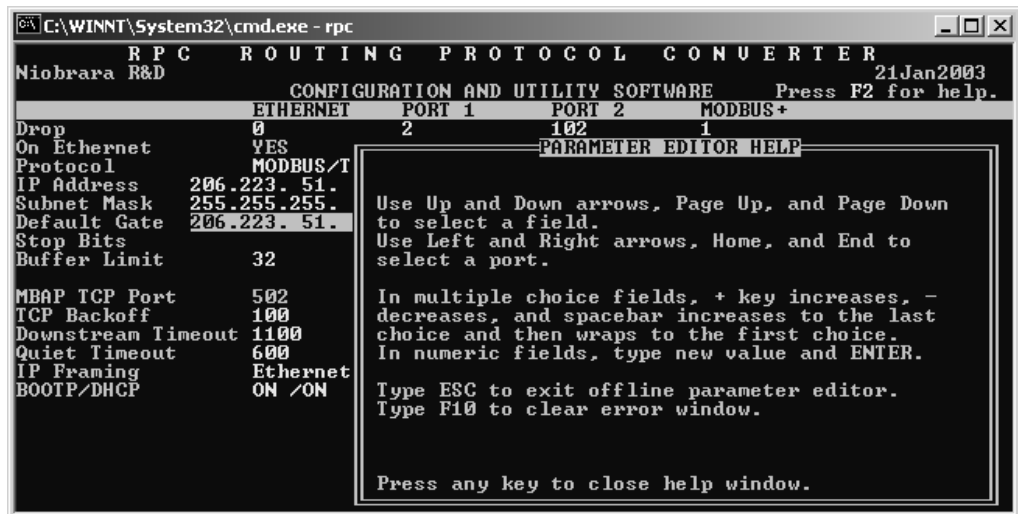 C:\WINNT\System32\cmd.exe - rpc
R P C   R O U T I N G   P R O T O C O L   C O N V E R T E R
Niobrara R&D 21Jan2003
CONFIGURATION AND UTILITY SOFTWARE Press F2 for help.
ETHERNET PORT 1 PORT 2 MODBUS+
Drop 0 2 102 1
On Ethernet YES
PARAMETER EDITOR HELP
Protocol MODBUS/T
IP Address 206.223. 51.
Subnet Mask 255.255.255.
Default Gate 206.223. 51.
Stop Bits
Buffer Limit 32
MBAP TCP Port 502
TCP Backoff 100
Downstream Timeout 1100
Quiet Timeout 600
IP Framing Ethernet
BOOTP/DHCP ON /ON
Use Up and Down arrows, Page Up, and Page Down
to select a field.
Use Left and Right arrows, Home, and End to
select a port.
In multiple choice fields, + key increases, -
decreases, and spacebar increases to the last
choice and then wraps to the first choice.
In numeric fields, type new value and ENTER.
Type ESC to exit offline parameter editor.
Type F10 to clear error window.
Press any key to close help window.